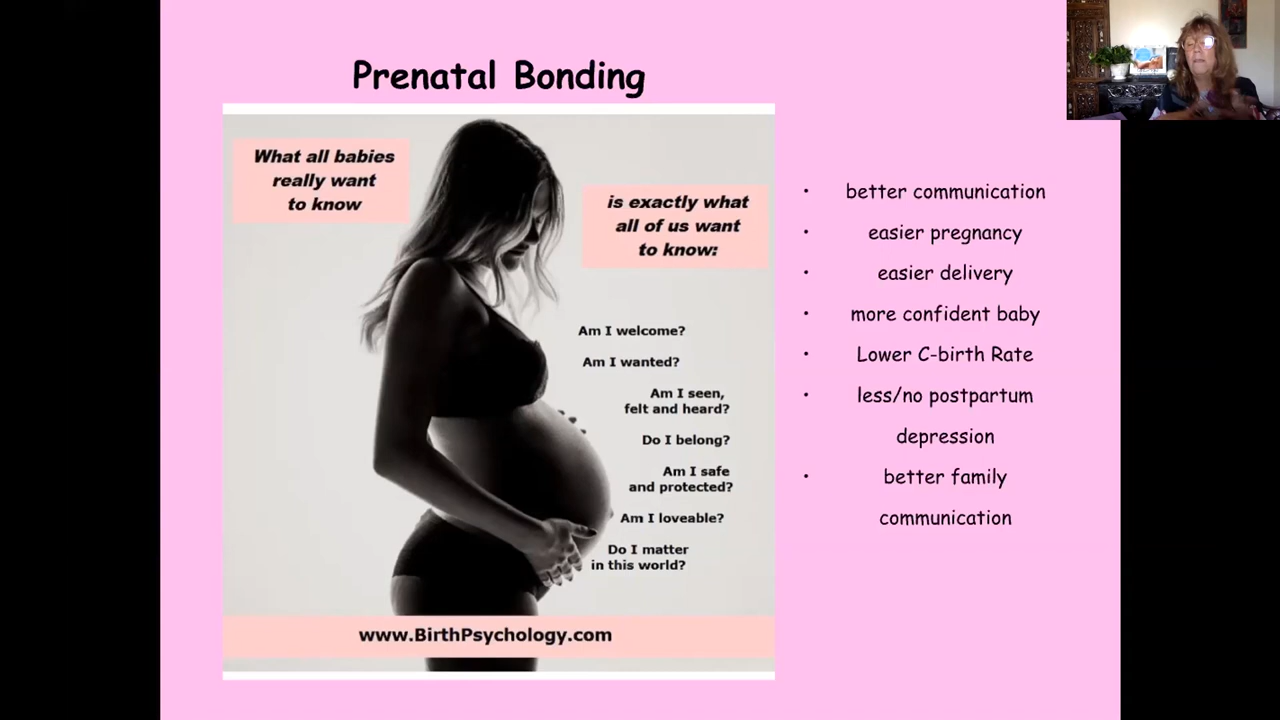 Prenatal Bonding
What all babies
really want
to know
is exactly what
all of us want
to know:
Am I welcome?
Am I wanted?
Am I seen,
felt and heard?
Do I belong?
Am I safe
and protected?
Am I loveable?
Do I matter
in this world?
www.BirthPsychology.com
• better communication
• easier pregnancy
• easier delivery
• more confident baby
• Lower C-birth Rate
• less/no postpartum
depression
• better family
communication